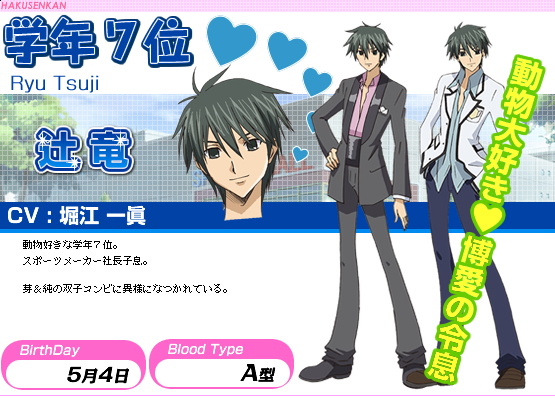 HAKUSENKAN
学年7位
Ryu Tsuji
辻 竜
CV：堀江 一眞
動物好きな学年７位。
スポーツメーカー社長子息。
芽＆純の双子コンビに異様になつかれている。
BirthDay
5月4日
Blood Type
A型
動物大好き♥博愛の令息